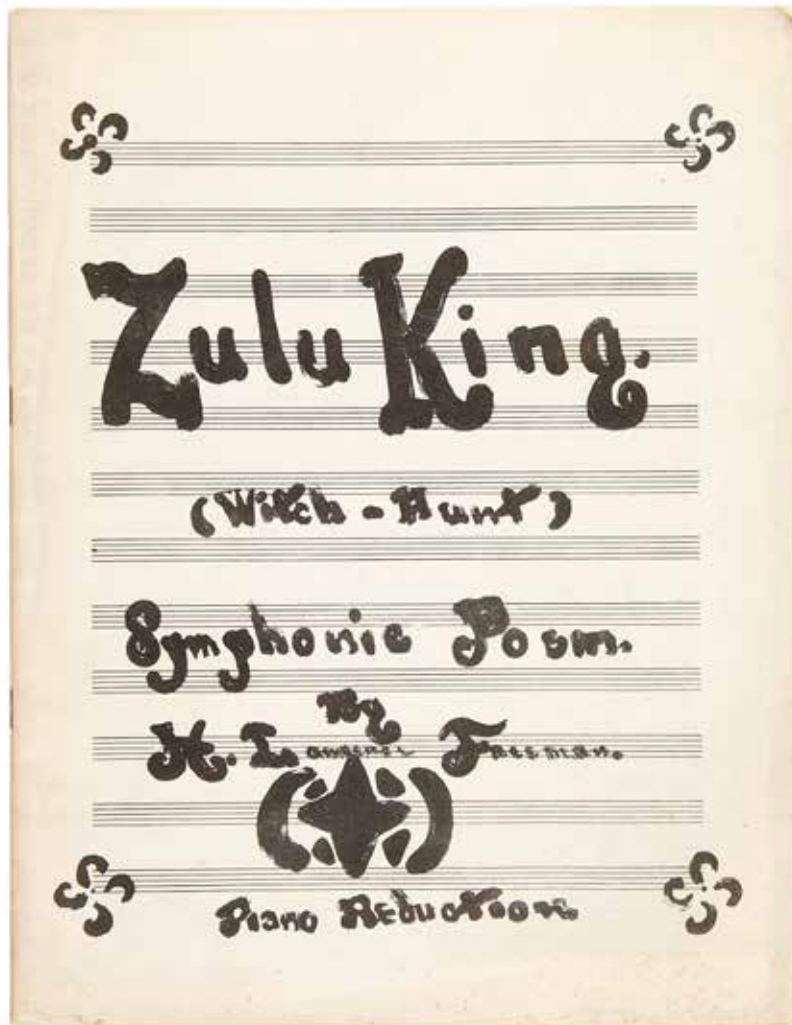 Zulu King.
(Witch - Hunt)
Symphonic Poem.
By
H. Lawrence Freeman.
Piano Reduction